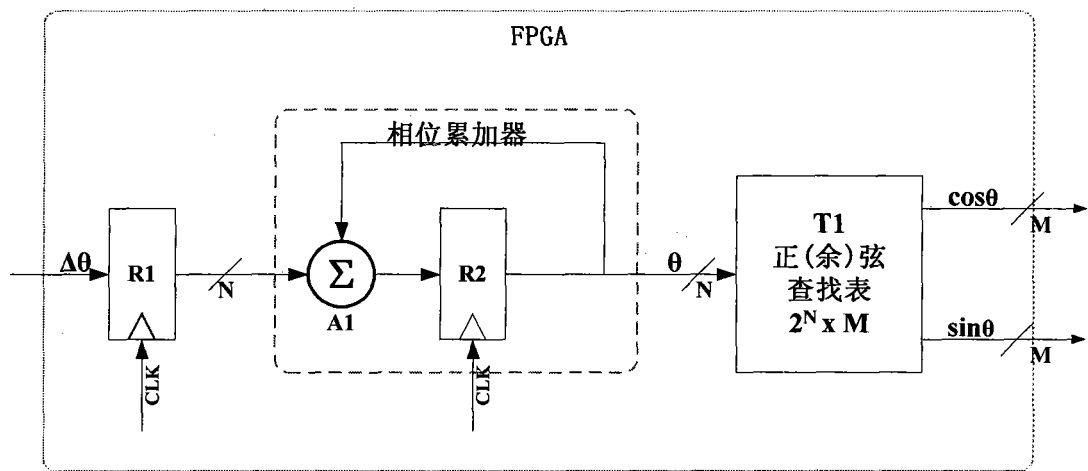 FPGA
相位累加器
Δθ
R1
N
Σ
A1
R2
θ
N
T1
正(余)弦
查找表
2ᴺ x M
cosθ
M
sinθ
M
CLK
CLK